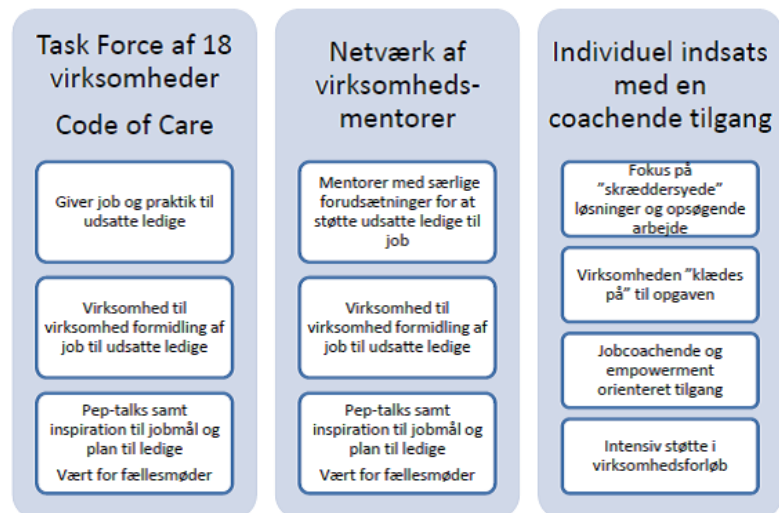 Task Force af 18
virksomheder
Code of Care
Giver job og praktik til
udsatte ledige
Virksomhed til
virksomhed formidling af
job til udsatte ledige
Pep-talks samt
inspiration til jobmål og
plan til ledige
Vært for fællesmøder
Netværk af
virksomheds-
mentorer
Mentorer med særlige
forudsætninger for at
støtte udsatte ledige til
job
Virksomhed til
virksomhed formidling af
job til udsatte ledige
Pep-talks samt
inspiration til jobmål og
plan til ledige
Vært for fællesmøder
Individuel indsats
med en
coachende tilgang
Fokus på
”skræddersyede”
løsninger og opsøgende
arbejde
Virksomheden ”klædes
på” til opgaven
Jobcoachende og
empowerment
orienteret tilgang
Intensiv støtte i
virksomhedsforløb